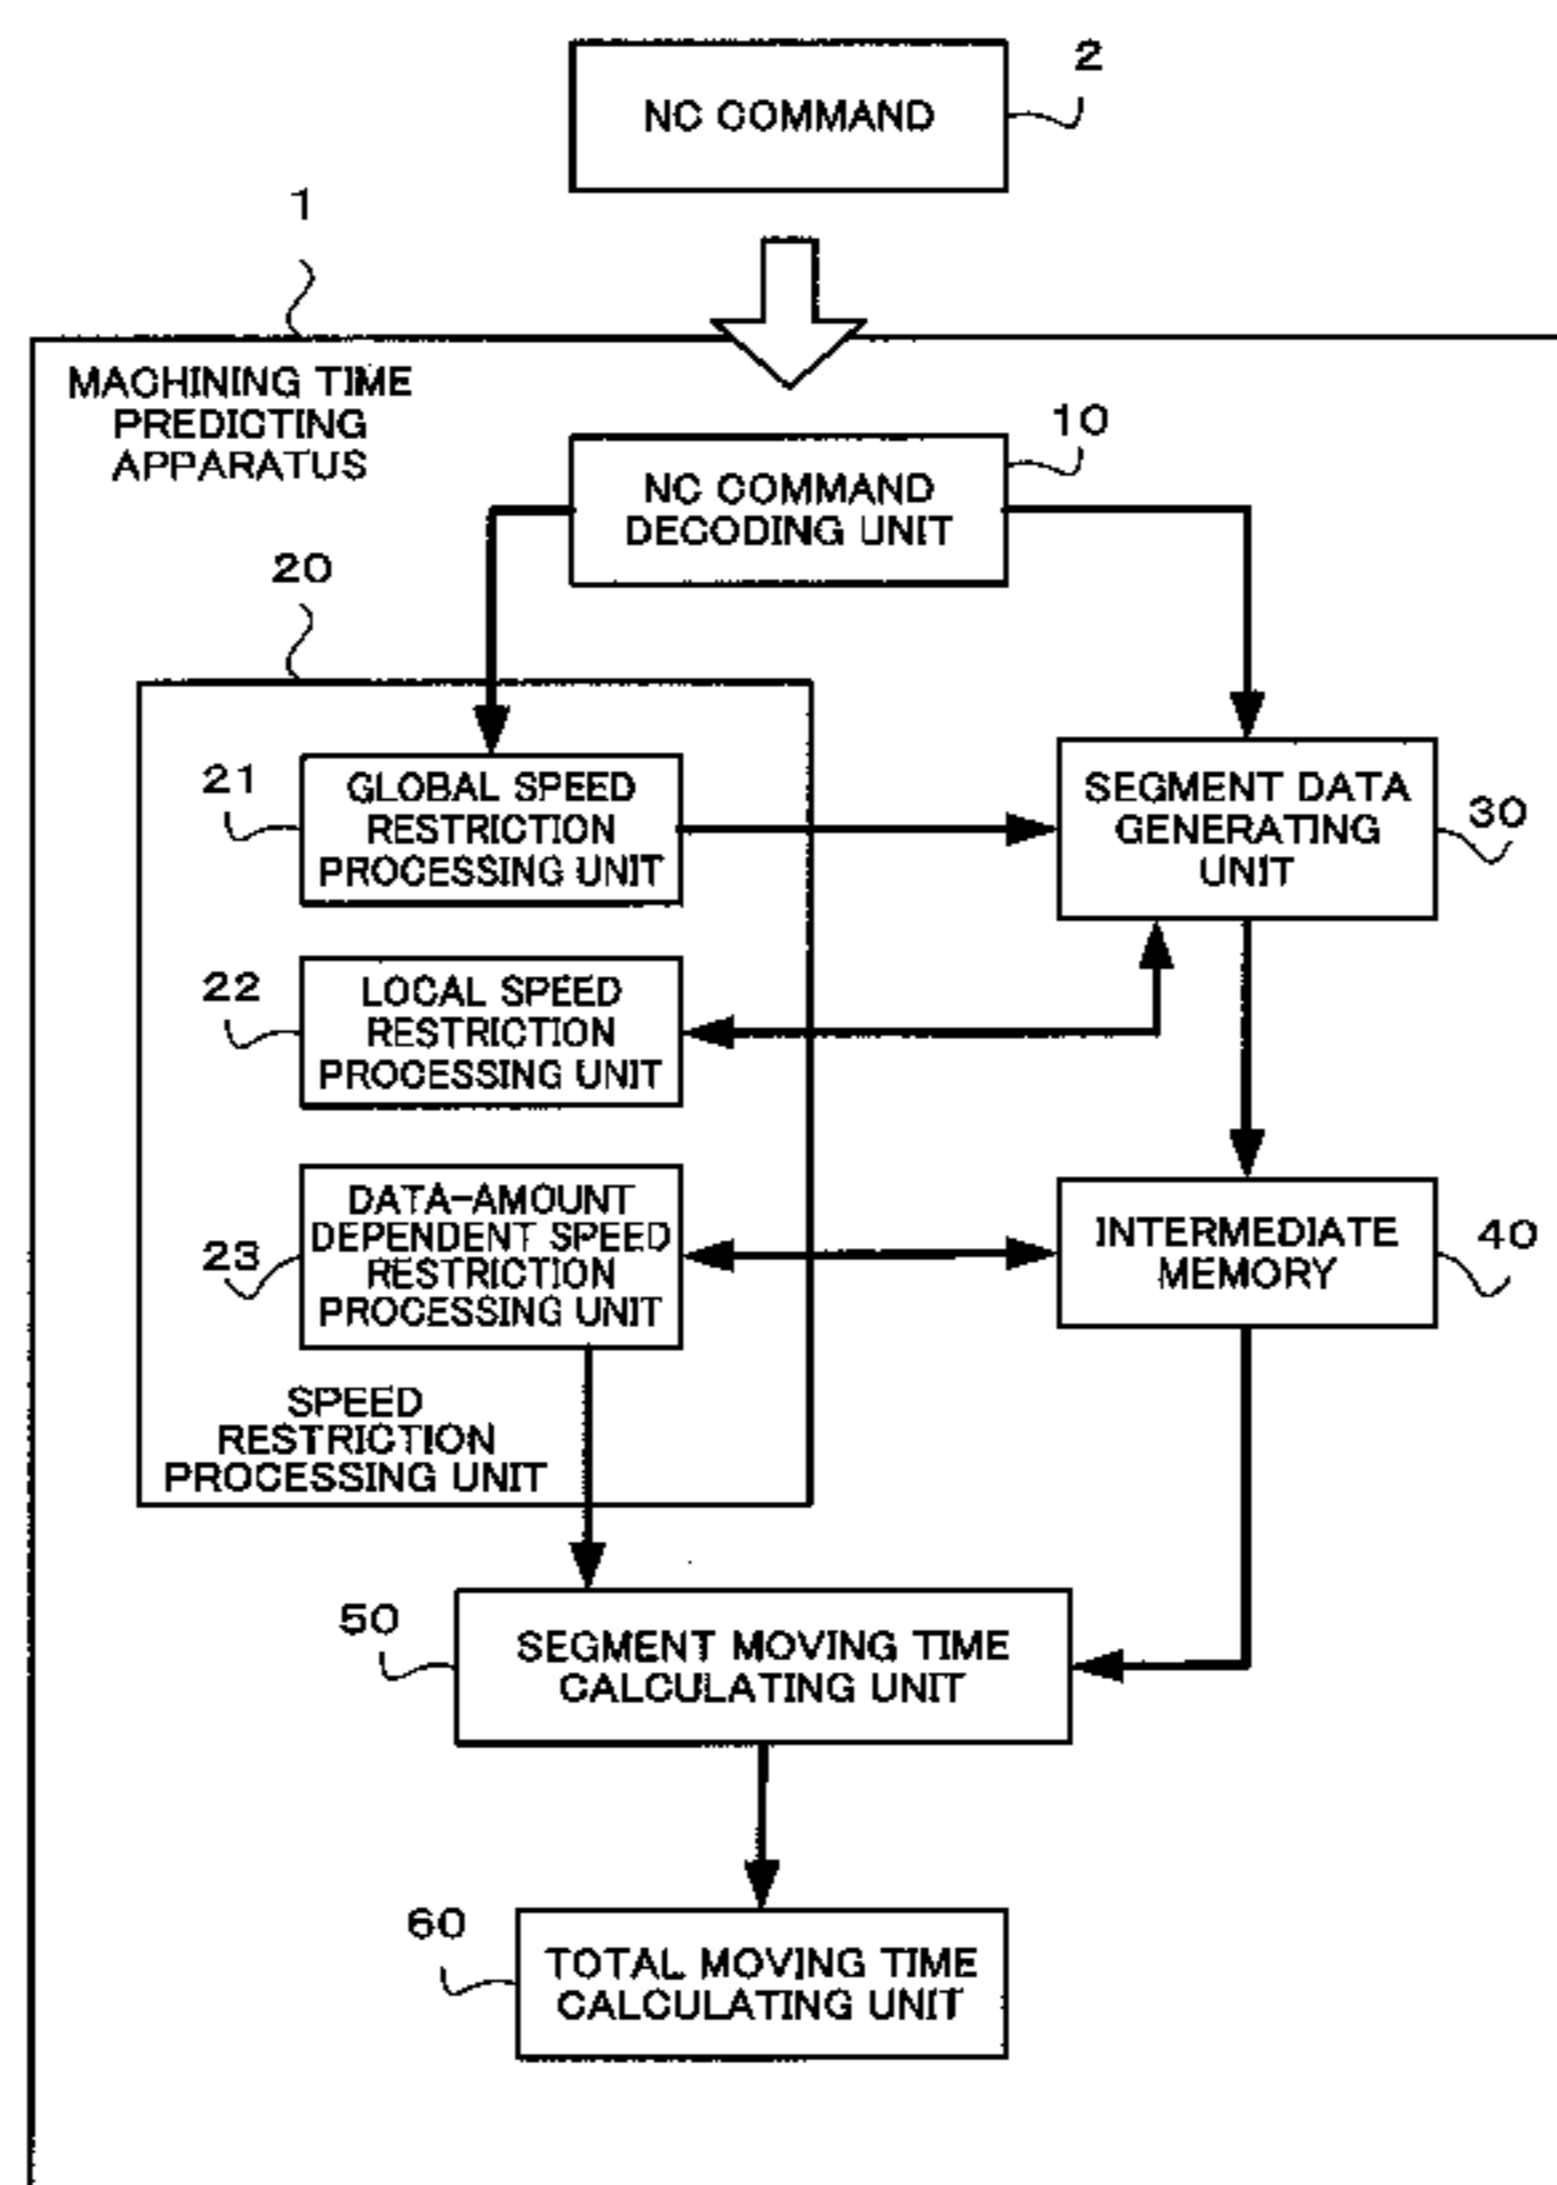 2
NC COMMAND
1
MACHINING TIME
PREDICTING
APPARATUS
10
NC COMMAND
DECODING UNIT
20
21
GLOBAL SPEED
RESTRICTION
PROCESSING UNIT
SEGMENT DATA
GENERATING
UNIT
30
22
LOCAL SPEED
RESTRICTION
PROCESSING UNIT
23
DATA-AMOUNT
DEPENDENT SPEED
RESTRICTION
PROCESSING UNIT
INTERMEDIATE
MEMORY
40
SPEED
RESTRICTION
PROCESSING UNIT
50
SEGMENT MOVING TIME
CALCULATING UNIT
60
TOTAL MOVING TIME
CALCULATING UNIT